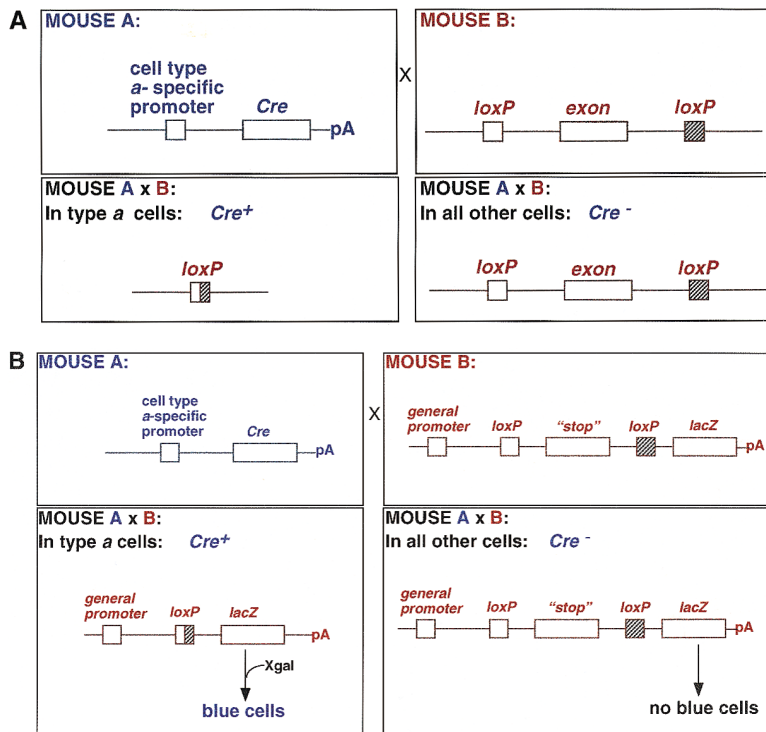 A
MOUSE A:
cell type
a- specific
promoter
Cre
pA
X
MOUSE B:
loxP
exon
loxP
MOUSE A x B:
In type a cells: Cre+
loxP
MOUSE A x B:
In all other cells: Cre -
loxP
exon
loxP
B
MOUSE A:
cell type
a-specific
promoter
Cre
pA
X
MOUSE B:
general
promoter
loxP
"stop"
loxP
lacZ
pA
MOUSE A x B:
In type a cells: Cre+
general
promoter
loxP
lacZ
pA
Xgal
blue cells
MOUSE A x B:
In all other cells: Cre -
general
promoter
loxP
"stop"
loxP
lacZ
pA
no blue cells